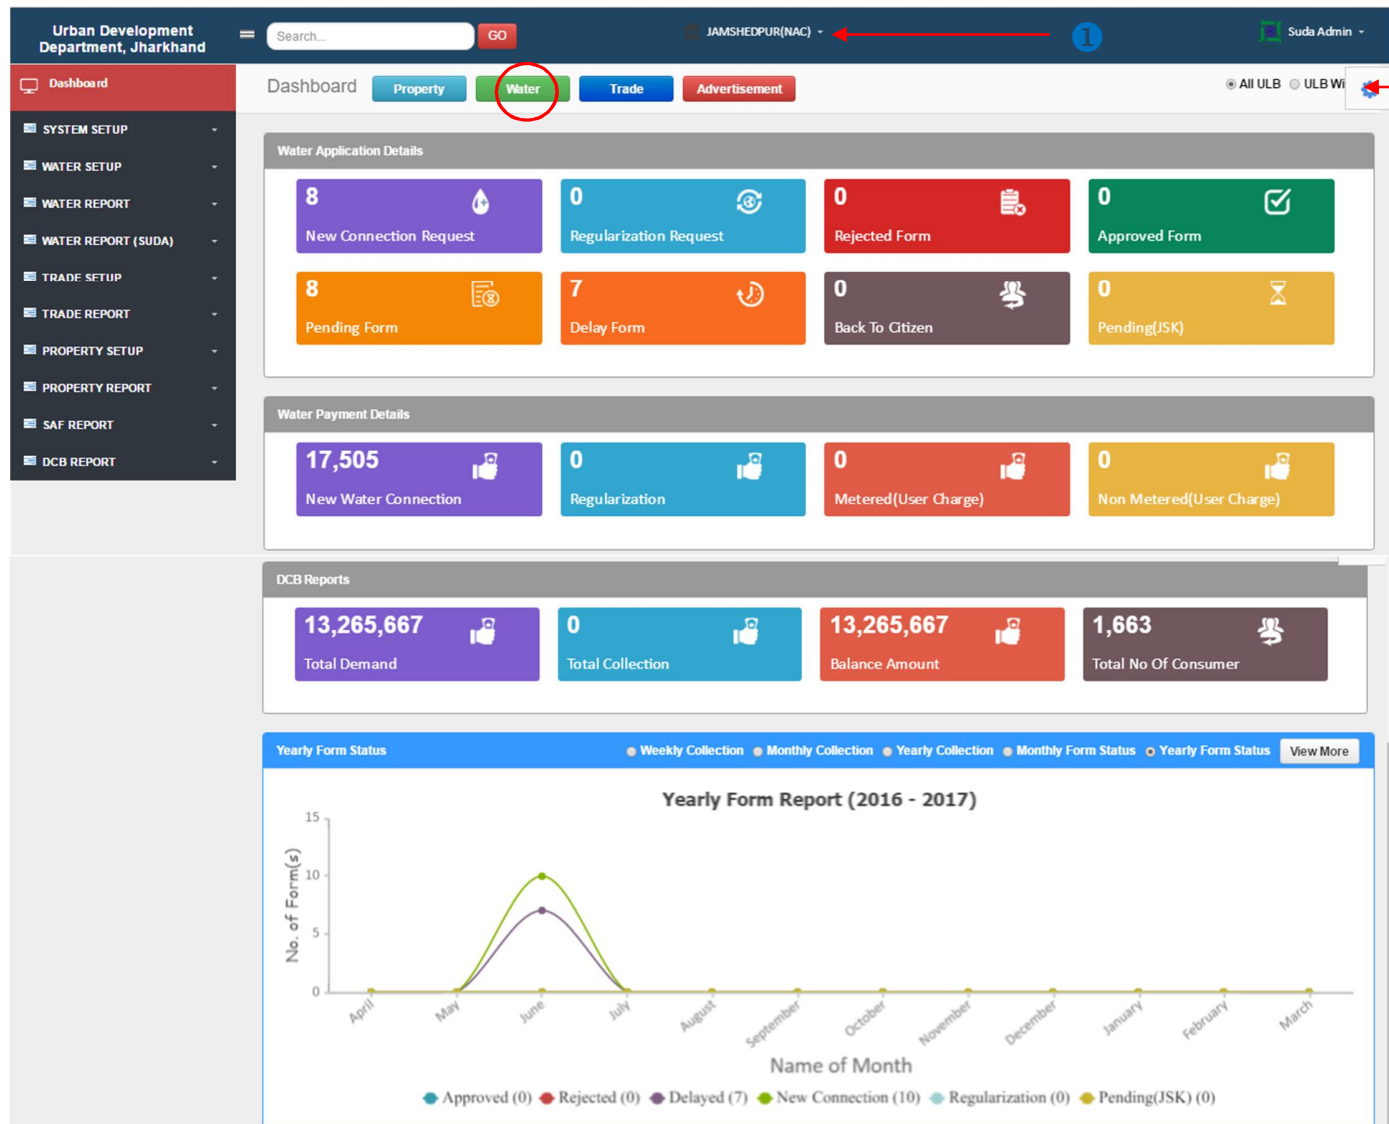 Urban Development
Department, Jharkhand
Search...
GO
JAMSHEDPUR(NAC)
1
Suda Admin
Dashboard
Dashboard
Property
Water
Trade
Advertisement
All ULB
ULB Wi
SYSTEM SETUP
WATER SETUP
WATER REPORT
WATER REPORT (SUDA)
TRADE SETUP
TRADE REPORT
PROPERTY SETUP
PROPERTY REPORT
SAF REPORT
DCB REPORT
Water Application Details
8
New Connection Request
0
Regularization Request
0
Rejected Form
0
Approved Form
8
Pending Form
7
Delay Form
0
Back To Citizen
0
Pending(JSK)
Water Payment Details
17,505
New Water Connection
0
Regularization
0
Metered(User Charge)
0
Non Metered(User Charge)
DCB Reports
13,265,667
Total Demand
0
Total Collection
13,265,667
Balance Amount
1,663
Total No Of Consumer
Yearly Form Status
Weekly Collection
Monthly Collection
Yearly Collection
Monthly Form Status
Yearly Form Status
View More
Yearly Form Report (2016 - 2017)
No. of Form(s)
15
10
5
0
April
May
June
July
August
September
October
November
December
January
February
March
Name of Month
Approved (0)
Rejected (0)
Delayed (7)
New Connection (10)
Regularization (0)
Pending(JSK) (0)